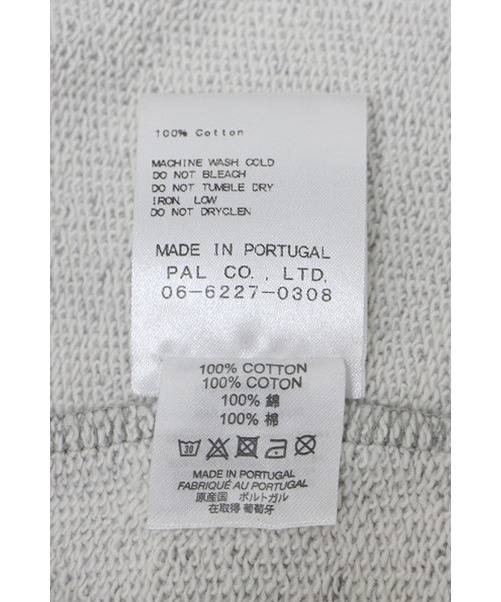 100% Cotton
MACHINE WASH COLD
DO NOT BLEACH
DO NOT TUMBLE DRY
IRON, LOW
DO NOT DRYCLEN
MADE IN PORTUGAL
PAL CO., LTD.
06-6227-0308
100% COTTON
100% COTON
100% 綿
100% 棉
30
MADE IN PORTUGAL
FABRIQUÉ AU PORTUGAL
原産国 ポルトガル
在取得 葡萄牙